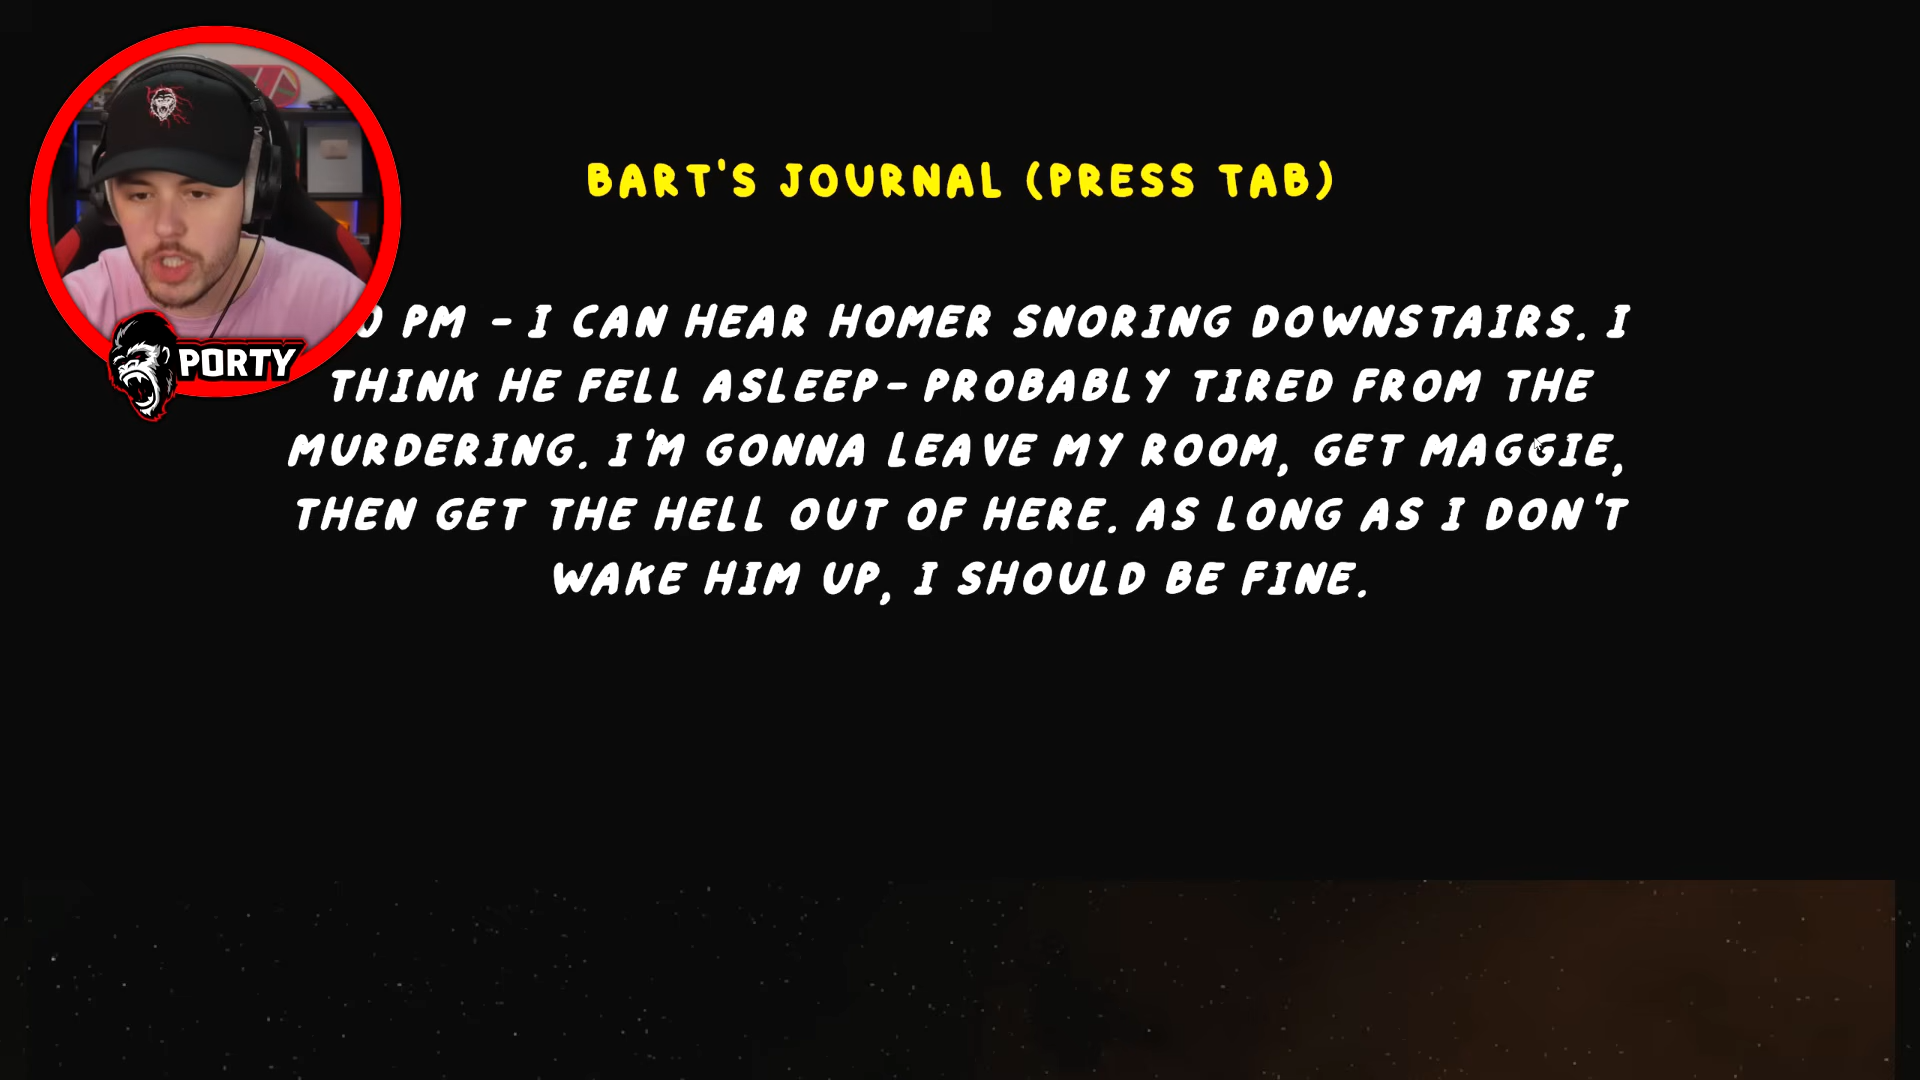 BART'S JOURNAL (PRESS TAB)
PM - I CAN HEAR HOMER SNORING DOWNSTAIRS. I
THINK HE FELL ASLEEP- PROBABLY TIRED FROM THE
MURDERING. I'M GONNA LEAVE MY ROOM, GET MAGGIE,
THEN GET THE HELL OUT OF HERE. AS LONG AS I DON'T
WAKE HIM UP, I SHOULD BE FINE.
PORTY